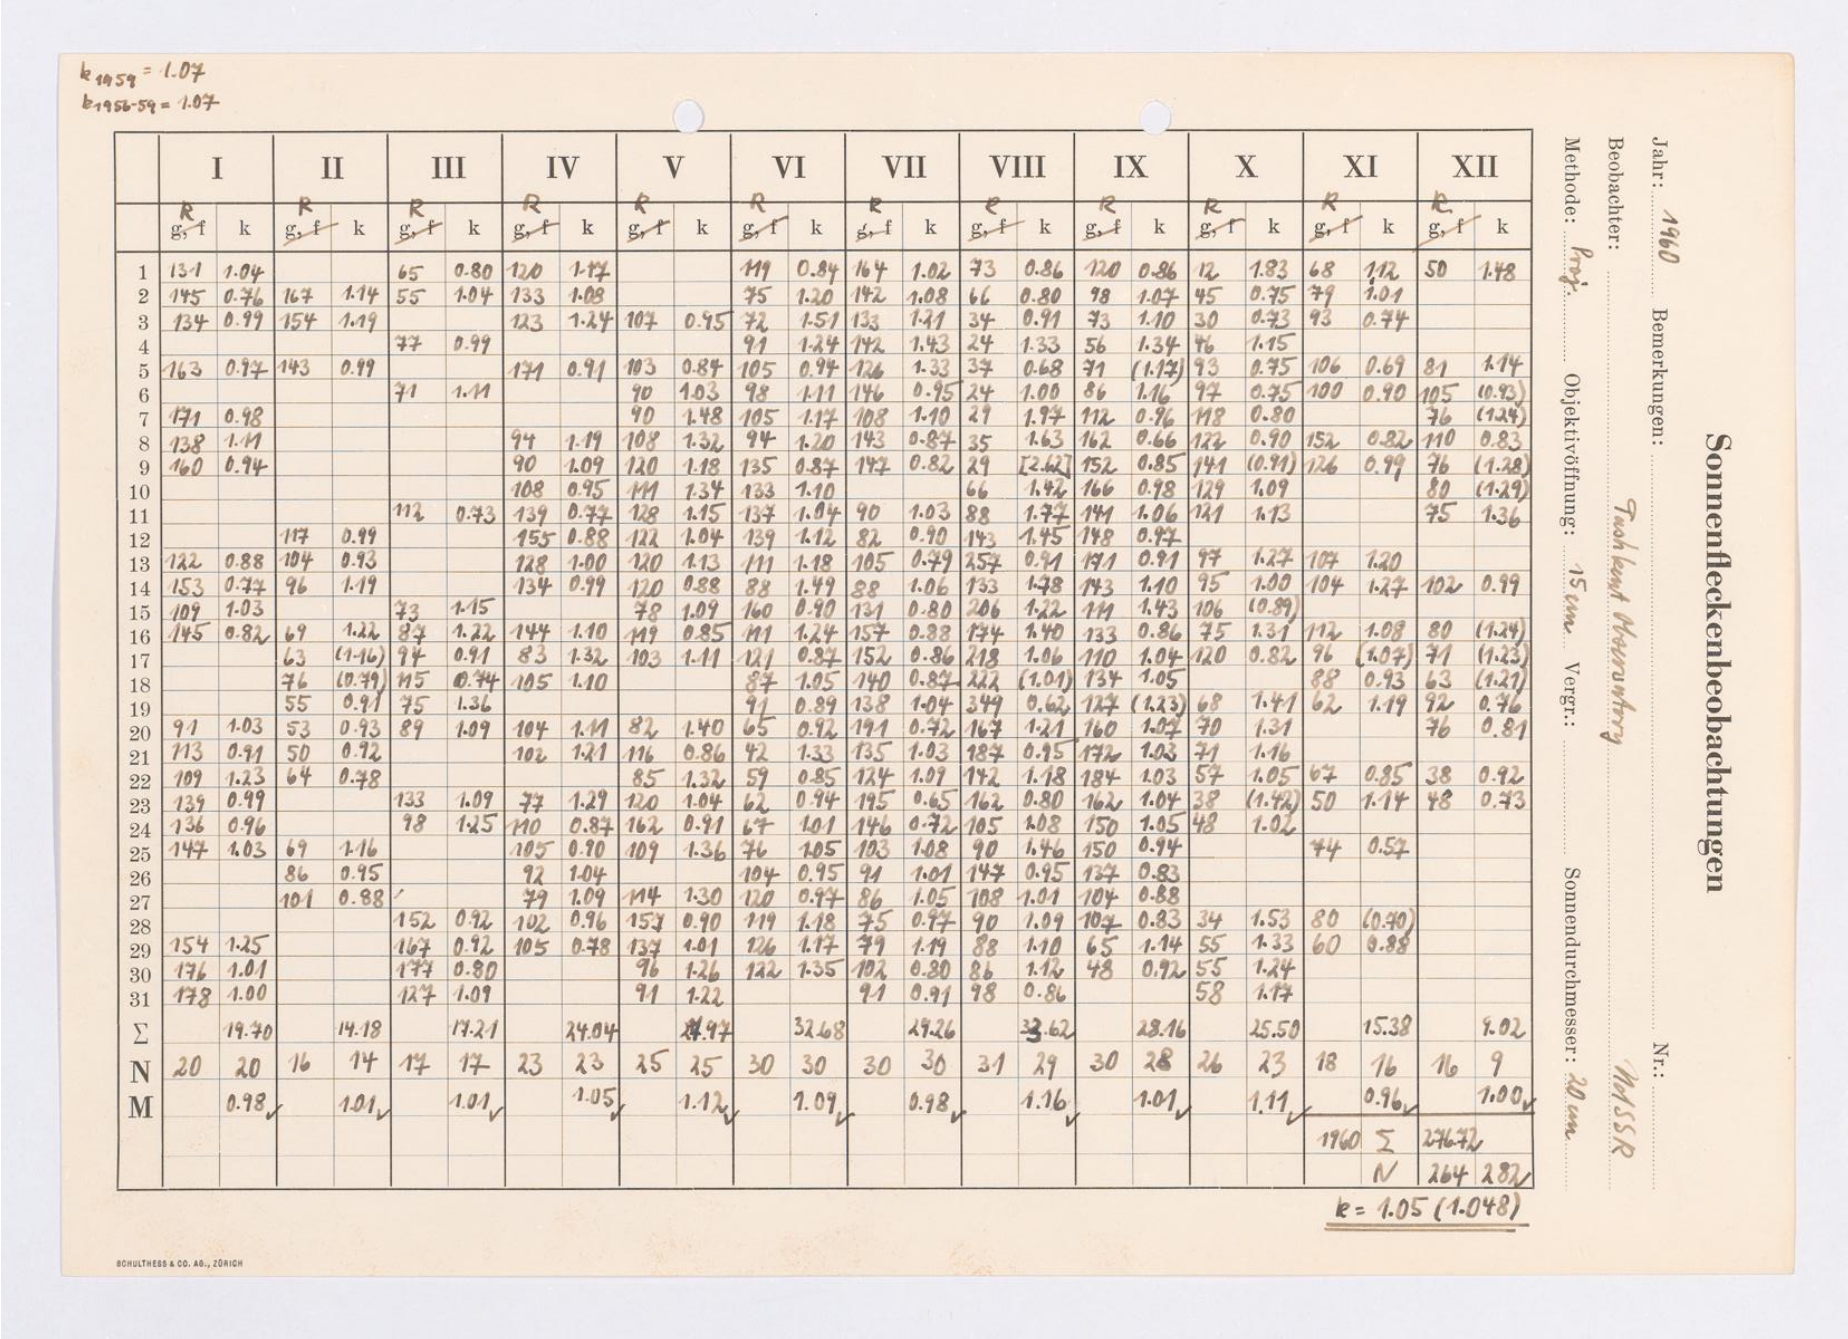 k1959 = 1.07
k1956-59 = 1.07
I II III IV V VI VII VIII IX X XI XII
R R R R R R R R R R R
g, f k g, f k g, f k g, f k g, f k g, f k g, f k g, f k g, f k g, f k g, f k g, f k
1 131 1.04 65 0.80 120 1.17 119 0.84 164 1.02 73 0.86 120 0.86 12 1.83 68 1.12 50 1.48
2 145 0.76 167 1.14 55 1.04 133 1.08 75 1.20 142 1.08 66 0.80 98 1.07 45 0.75 79 1.01
3 134 0.99 154 1.19 123 1.24 107 0.95 72 1.51 133 1.21 34 0.91 73 1.10 30 0.73 93 0.74
4 77 0.99 91 1.24 142 1.43 24 1.33 56 1.34 46 1.15
5 163 0.97 143 0.99 171 0.91 103 0.84 105 0.94 126 1.33 37 0.68 71 (1.17) 93 0.75 106 0.69 81 1.14
6 71 1.11 90 1.03 98 1.11 146 0.95 24 1.00 86 1.16 97 0.75 100 0.90 105 (0.93)
7 171 0.98 90 1.48 105 1.17 108 1.10 29 1.97 112 0.96 118 0.80 76 (1.24)
8 138 1.11 94 1.19 108 1.32 94 1.20 143 0.87 35 1.63 162 0.66 122 0.90 152 0.82 110 0.83
9 160 0.94 90 1.09 120 1.18 135 0.87 147 0.82 29 [2.62] 152 0.85 141 (0.91) 126 0.99 76 (1.28)
10 108 0.95 111 1.34 133 1.10 66 1.42 166 0.98 129 1.09 80 (1.29)
11 112 0.73 139 0.77 128 1.15 137 1.04 90 1.03 88 1.77 141 1.06 121 1.13 75 1.36
12 117 0.99 155 0.88 122 1.04 139 1.12 82 0.90 143 1.45 148 0.97
13 122 0.88 104 0.93 128 1.00 120 1.13 111 1.18 105 0.79 257 0.91 171 0.91 97 1.27 107 1.20
14 153 0.77 96 1.19 134 0.99 120 0.88 88 1.49 88 1.06 133 1.78 143 1.10 95 1.00 104 1.27 102 0.99
15 109 1.03 73 1.15 78 1.09 160 0.90 131 0.80 206 1.22 111 1.43 106 (0.89)
16 145 0.82 69 1.22 87 1.22 144 1.10 119 0.85 111 1.24 157 0.88 174 1.40 133 0.86 75 1.31 112 1.08 80 (1.24)
17 63 (1.16) 94 0.91 83 1.32 103 1.11 121 0.87 152 0.86 218 1.06 110 1.04 120 0.82 96 (1.07) 71 (1.23)
18 76 (0.79) 115 0.74 105 1.10 87 1.05 140 0.87 222 (1.01) 134 1.05 88 0.93 63 (1.21)
19 55 0.91 75 1.36 91 0.89 138 1.04 349 0.62 127 (1.23) 68 1.41 62 1.19 92 0.76
20 91 1.03 53 0.93 89 1.09 104 1.11 82 1.40 65 0.92 191 0.72 167 1.21 160 1.07 70 1.31 76 0.81
21 113 0.91 50 0.92 102 1.21 116 0.86 42 1.33 135 1.03 187 0.95 172 1.03 71 1.16
22 109 1.23 64 0.78 85 1.32 59 0.85 124 1.09 142 1.18 184 1.03 57 1.05 67 0.85 38 0.92
23 139 0.99 133 1.09 77 1.29 120 1.04 62 0.94 195 0.65 162 0.80 162 1.04 38 (1.42) 50 1.14 48 0.73
24 136 0.96 98 1.25 110 0.87 162 0.91 67 1.01 146 0.72 105 1.08 150 1.05 48 1.02
25 147 1.03 69 1.16 105 0.90 109 1.36 76 1.05 103 1.08 90 1.46 150 0.94 74 0.57
26 86 0.95 92 1.04 104 0.95 91 1.01 147 0.95 137 0.83
27 101 0.88 79 1.09 114 1.30 120 0.97 86 1.05 108 1.01 104 0.88
28 152 0.92 102 0.96 157 0.90 119 1.18 75 0.97 90 1.09 107 0.83 34 1.53 80 (0.70)
29 154 1.25 167 0.92 105 0.78 137 1.01 126 1.17 79 1.19 88 1.10 65 1.14 55 1.33 60 0.88
30 176 1.01 177 0.80 96 1.26 122 1.35 102 0.80 86 1.12 48 0.92 55 1.24
31 178 1.00 127 1.09 91 1.22 91 0.91 98 0.86 58 1.17
Σ 19.70 14.18 17.21 24.04 27.97 32.68 29.26 33.62 28.16 25.50 15.38 9.02
N 20 20 16 14 17 17 23 23 25 25 30 30 30 30 31 29 30 28 26 23 18 16 16 9
M 0.98 1.01 1.01 1.05 1.12 1.09 0.98 1.16 1.01 1.11 0.96 1.00
1960 Σ 276.72
N 264 282
k = 1.05 (1.048)
SCHULTHESS & CO. AG., ZÜRICH
Sonnenfleckenbeobachtungen
Jahr: 1960 Bemerkungen: Nr.:
Beobachter: Tashkent Observatory
Methode: Proj. Objektivöffnung: 15 cm Vergr.: Sonnendurchmesser: 20 cm